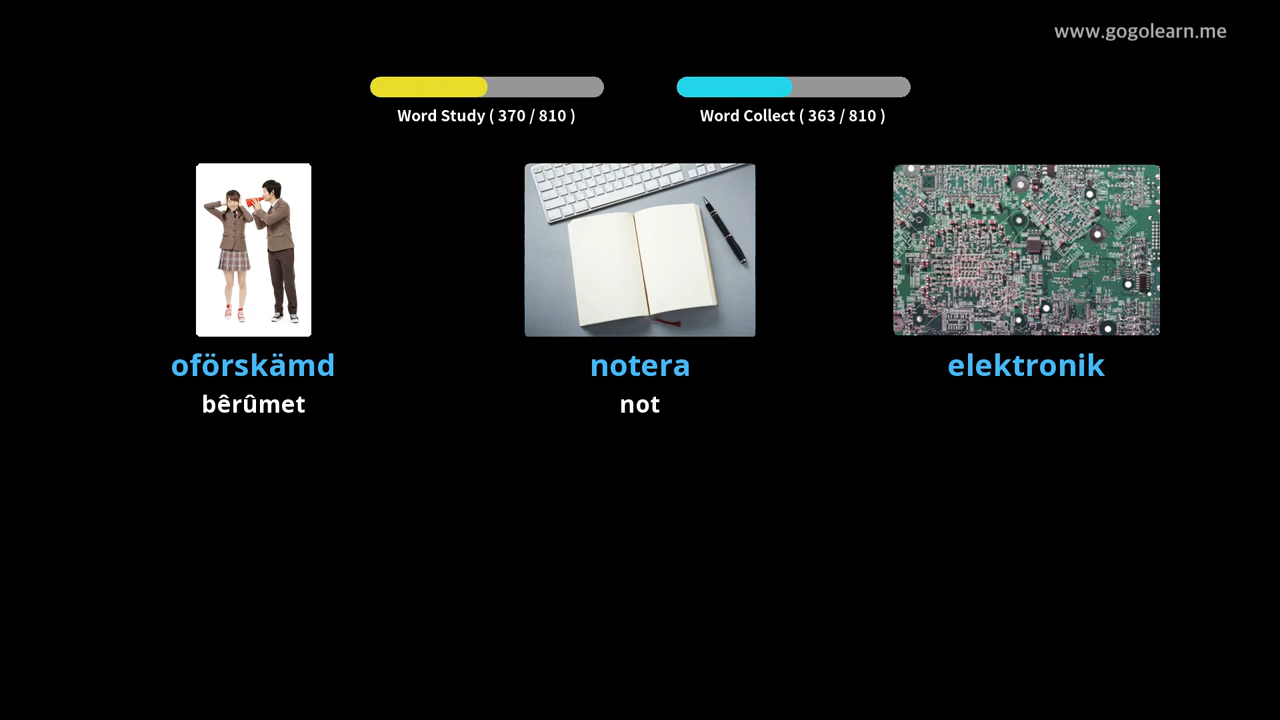 www.gogolearn.me
Word Study ( 370 / 810 )
Word Collect ( 363 / 810 )
oförskämd
notera
elektronik
bêrûmet
not